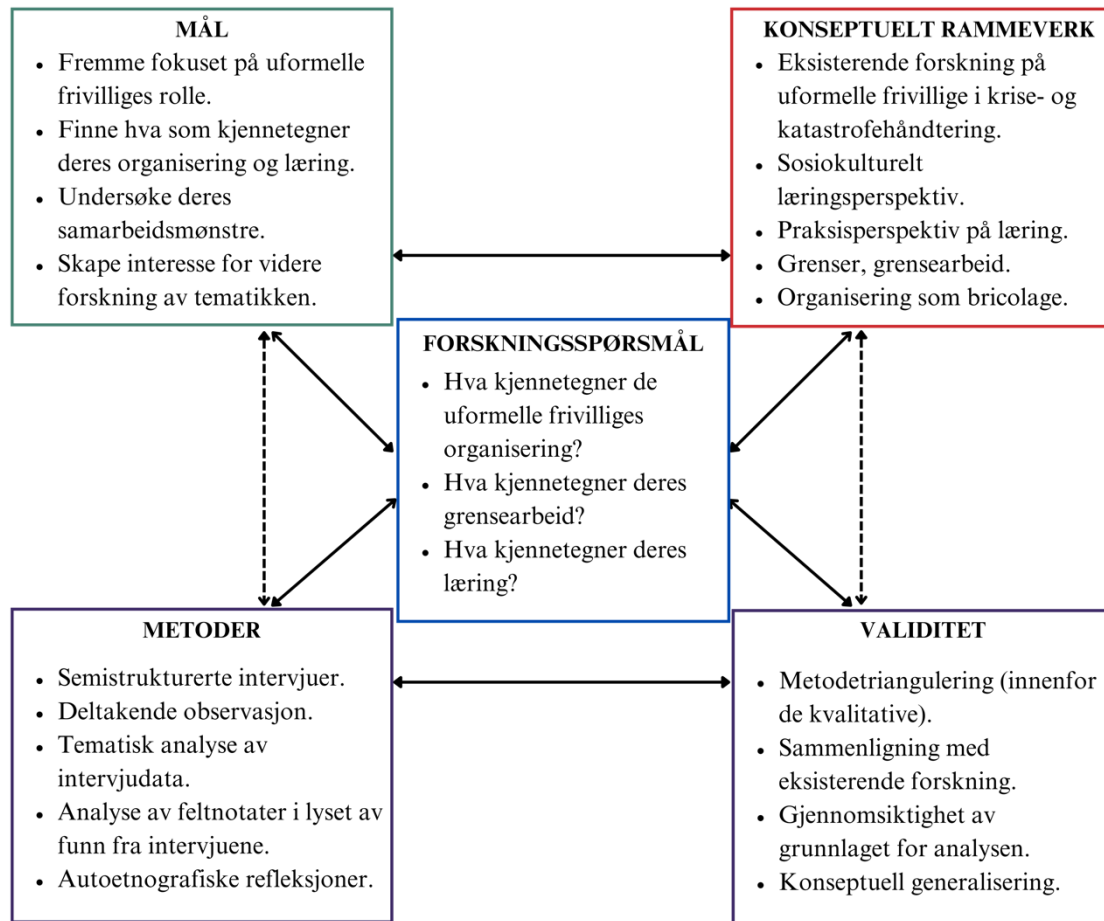 MÅL
• Fremme fokuset på uformelle
frivilliges rolle.
• Finne hva som kjennetegner
deres organisering og læring.
• Undersøke deres
samarbeidsmønstre.
• Skape interesse for videre
forskning av tematikken.
KONSEPTUELT RAMMEVERK
• Eksisterende forskning på
uformelle frivillige i krise- og
katastrofehåndtering.
• Sosiokulturelt
læringsperspektiv.
• Praksisperspektiv på læring.
• Grenser, grensearbeid.
• Organisering som bricolage.
FORSKNINGSSPØRSMÅL
• Hva kjennetegner de
uformelle frivilliges
organisering?
• Hva kjennetegner deres
grensearbeid?
• Hva kjennetegner deres
læring?
METODER
• Semistrukturerte intervjuer.
• Deltakende observasjon.
• Tematisk analyse av
intervjudata.
• Analyse av feltnotater i lyset av
funn fra intervjuene.
• Autoetnografiske refleksjoner.
VALIDITET
• Metodetriangulering (innenfor
de kvalitative).
• Sammenligning med
eksisterende forskning.
• Gjennomsiktighet av
grunnlaget for analysen.
• Konseptuell generalisering.